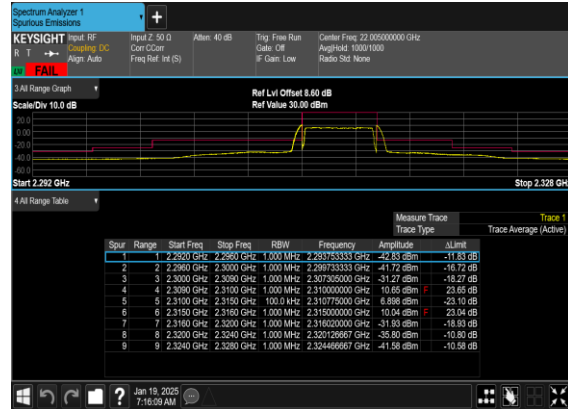 Spectrum Analyzer 1
Spurious Emissions
KEYSIGHT Input: RF Input Z: 50 Ω Atten: 40 dB Trig: Free Run Center Freq: 22.005000000 GHz
R T Coupling: DC Corr CCorr Gate: Off Avg|Hold: 1000/1000
Align: Auto Freq Ref: Int (S) IF Gain: Low Radio Std: None
LU FAIL
3.All Range Graph
Ref Lvl Offset 8.60 dB
Scale/Div 10.0 dB Ref Value 30.00 dBm
20.0
0.00
-20.0
-40.0
-60.0
Start 2.292 GHz Stop 2.328 GHz
4.All Range Table
Measure Trace Trace 1
Trace Type Trace Average (Active)
Spur Range Start Freq Stop Freq RBW Frequency Amplitude ΔLimit
1 1 2.2920 GHz 2.2960 GHz 1.000 MHz 2.293753333 GHz -42.83 dBm -11.83 dB
2 2 2.2960 GHz 2.3000 GHz 1.000 MHz 2.299733333 GHz -41.72 dBm -16.72 dB
3 3 2.3000 GHz 2.3090 GHz 1.000 MHz 2.307305000 GHz -31.27 dBm -18.27 dB
4 4 2.3090 GHz 2.3100 GHz 1.000 MHz 2.310000000 GHz 10.65 dBm F 23.65 dB
5 5 2.3100 GHz 2.3150 GHz 100.0 kHz 2.310775000 GHz 6.898 dBm -23.10 dB
6 6 2.3150 GHz 2.3160 GHz 1.000 MHz 2.315000000 GHz 10.04 dBm F 23.04 dB
7 7 2.3160 GHz 2.3200 GHz 1.000 MHz 2.316020000 GHz -31.93 dBm -18.93 dB
8 8 2.3200 GHz 2.3240 GHz 1.000 MHz 2.320126667 GHz -35.80 dBm -10.80 dB
9 9 2.3240 GHz 2.3280 GHz 1.000 MHz 2.324466667 GHz -41.58 dBm -10.58 dB
? Jan 19, 2025
7:16:09 AM